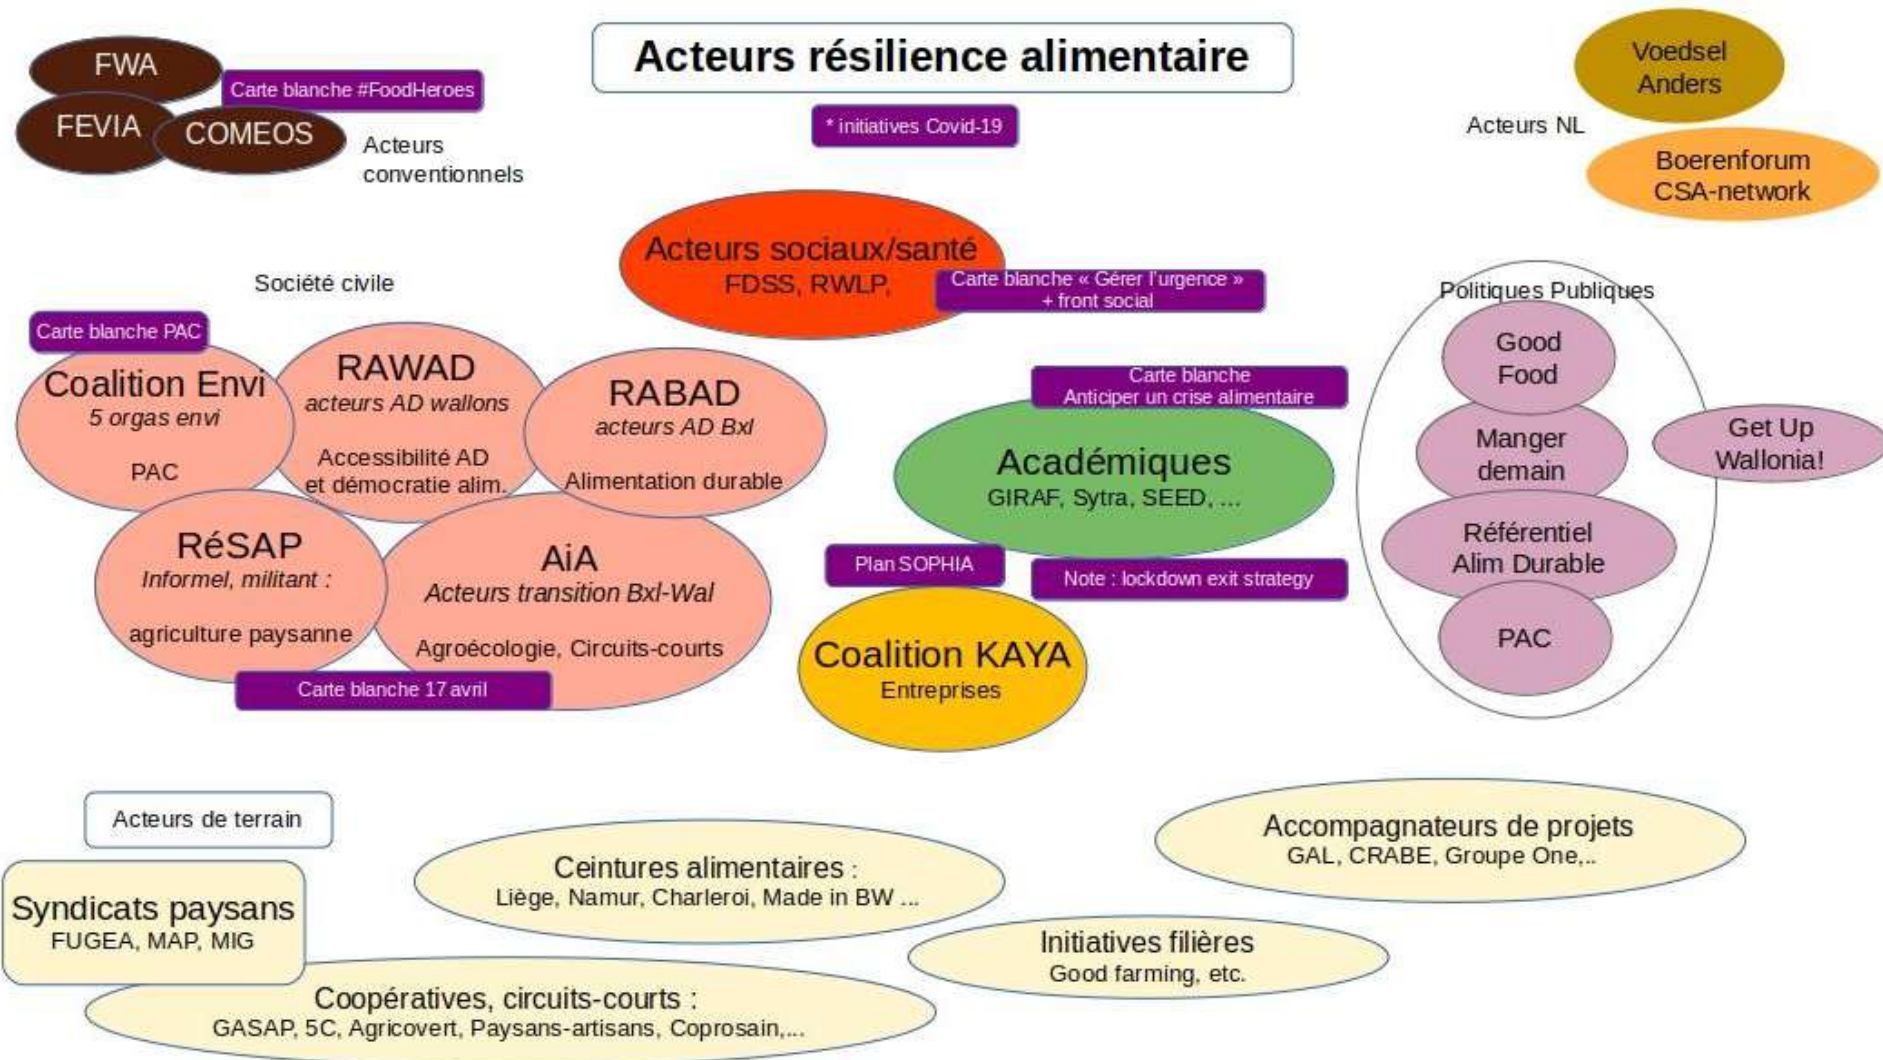 Acteurs résilience alimentaire
* initiatives Covid-19
FWA
Carte blanche #FoodHeroes
FEVIA
COMEOS
Acteurs
conventionnels
Voedsel
Anders
Acteurs NL
Boerenforum
CSA-network
Acteurs sociaux/santé
FDSS, RWLP,
Carte blanche « Gérer l'urgence »
+ front social
Société civile
Carte blanche PAC
Coalition Envi
5 orgas envi
PAC
RAWAD
acteurs AD wallons
Accessibilité AD
et démocratie alim.
RABAD
acteurs AD Bxl
Alimentation durable
RéSAP
Informel, militant :
agriculture paysanne
AiA
Acteurs transition Bxl-Wal
Agroécologie, Circuits-courts
Carte blanche 17 avril
Carte blanche
Anticiper un crise alimentaire
Académiques
GIRAF, Sytra, SEED, ...
Plan SOPHIA
Note : lockdown exit strategy
Coalition KAYA
Entreprises
Politiques Publiques
Good
Food
Manger
demain
Référentiel
Alim Durable
PAC
Get Up
Wallonia!
Acteurs de terrain
Syndicats paysans
FUGEA, MAP, MIG
Ceintures alimentaires :
Liège, Namur, Charleroi, Made in BW ...
Accompagnateurs de projets
GAL, CRABE, Groupe One,..
Initiatives filières
Good farming, etc.
Coopératives, circuits-courts :
GASAP, 5C, Agricovert, Paysans-artisans, Coprosain,...